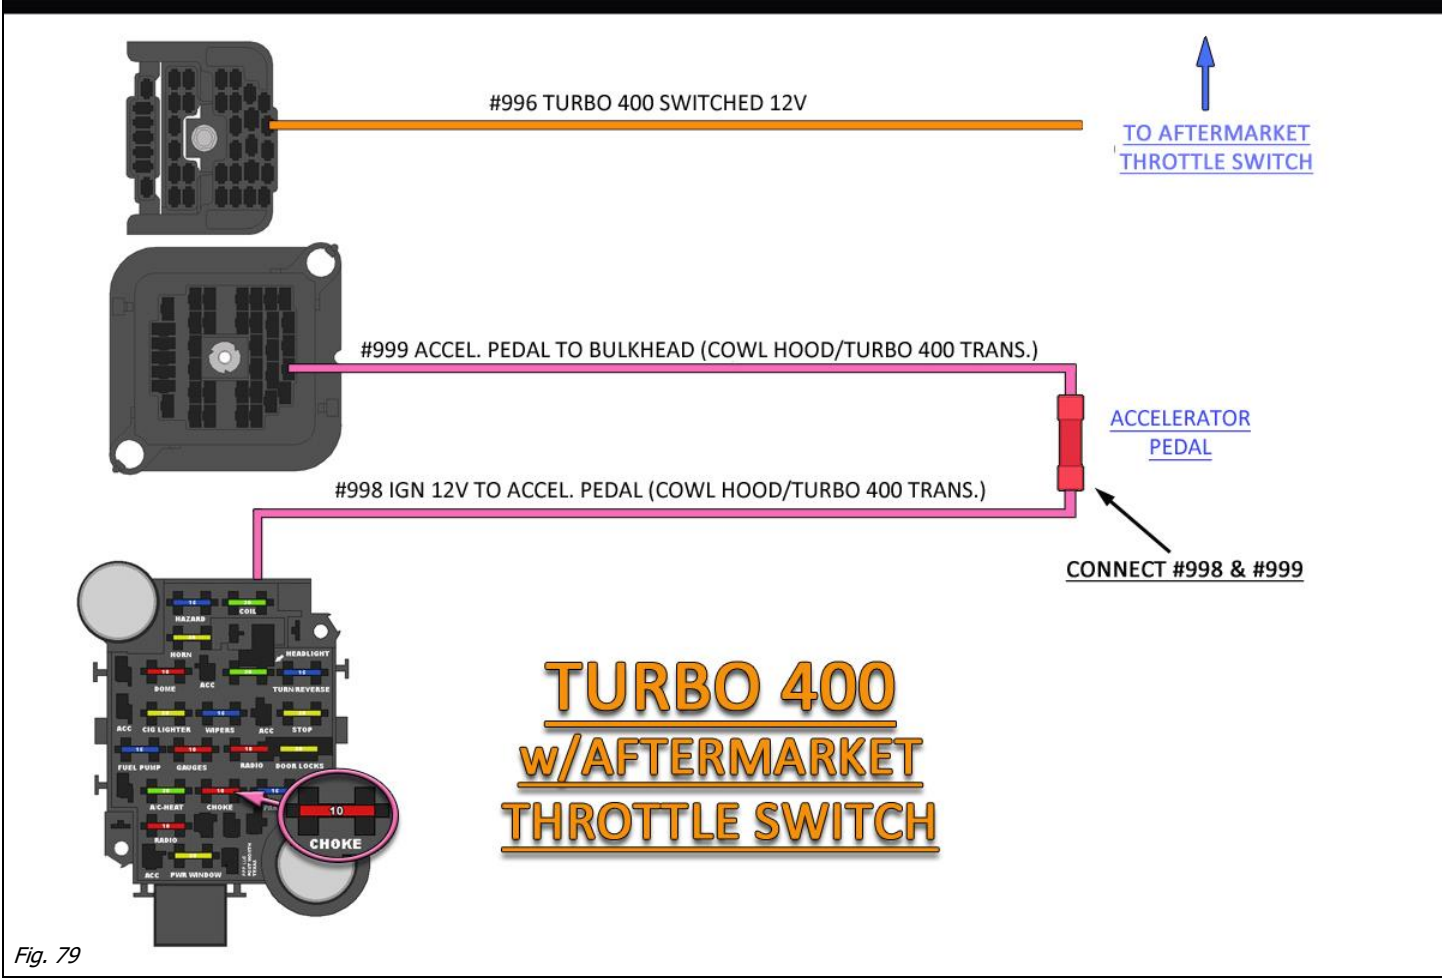 #996 TURBO 400 SWITCHED 12V
TO AFTERMARKET
THROTTLE SWITCH
#999 ACCEL. PEDAL TO BULKHEAD (COWL HOOD/TURBO 400 TRANS.)
ACCELERATOR
PEDAL
#998 IGN 12V TO ACCEL. PEDAL (COWL HOOD/TURBO 400 TRANS.)
CONNECT #998 & #999
HAZARD
COIL
HORN
HEADLIGHT
DOME
ACC
TURN/REVERSE
ACC
CIG LIGHTER
WIPERS
ACC
STOP
FUEL PUMP
GAUGES
RADIO
DOOR LOCKS
A/C-HEAT
CHOKE
10
CHOKE
RADIO
ACC
PWR WINDOW
TURBO 400
w/AFTERMARKET
THROTTLE SWITCH
Fig. 79